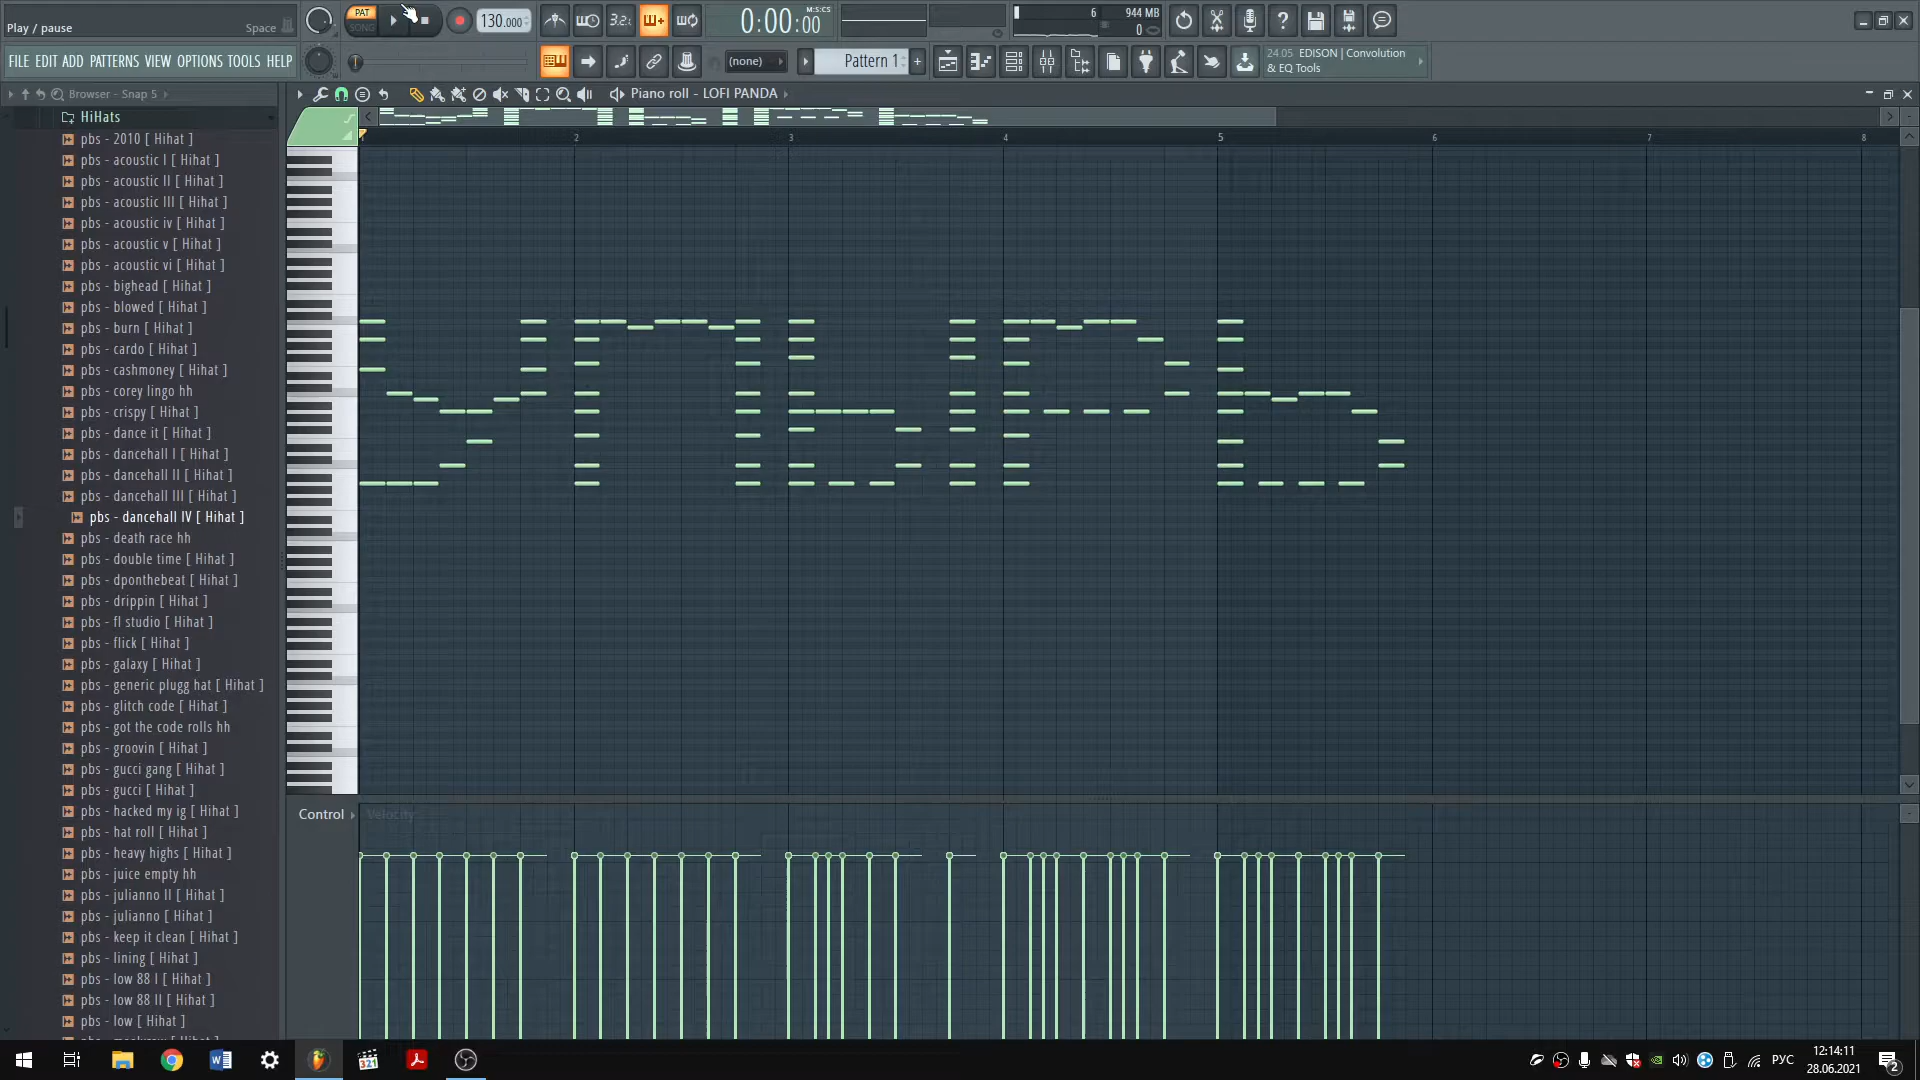 Play / pause
Space
PAT
SONG
130.000
3.2.
0:00:00
M:S:CS
6
944 MB
0
FILE EDIT ADD PATTERNS VIEW OPTIONS TOOLS HELP
(none)
Pattern 1
24.05 EDISON | Convolution
& EQ Tools
Browser - Snap 5
Piano roll - LOFI PANDA
2 3 4 5 6 7 8
HiHats
pbs - 2010 [ Hihat ]
pbs - acoustic I [ Hihat ]
pbs - acoustic II [ Hihat ]
pbs - acoustic III [ Hihat ]
pbs - acoustic iv [ Hihat ]
pbs - acoustic v [ Hihat ]
pbs - acoustic vi [ Hihat ]
pbs - bighead [ Hihat ]
pbs - blowed [ Hihat ]
pbs - burn [ Hihat ]
pbs - cardo [ Hihat ]
pbs - cashmoney [ Hihat ]
pbs - corey lingo hh
pbs - crispy [ Hihat ]
pbs - dance it [ Hihat ]
pbs - dancehall I [ Hihat ]
pbs - dancehall II [ Hihat ]
pbs - dancehall III [ Hihat ]
pbs - dancehall IV [ Hihat ]
pbs - death race hh
pbs - double time [ Hihat ]
pbs - dponthebeat [ Hihat ]
pbs - drippin [ Hihat ]
pbs - fl studio [ Hihat ]
pbs - flick [ Hihat ]
pbs - galaxy [ Hihat ]
pbs - generic plugg hat [ Hihat ]
pbs - glitch code [ Hihat ]
pbs - got the code rolls hh
pbs - groovin [ Hihat ]
pbs - gucci gang [ Hihat ]
pbs - gucci [ Hihat ]
pbs - hacked my ig [ Hihat ]
pbs - hat roll [ Hihat ]
pbs - heavy highs [ Hihat ]
pbs - juice empty hh
pbs - julianno II [ Hihat ]
pbs - julianno [ Hihat ]
pbs - keep it clean [ Hihat ]
pbs - lining [ Hihat ]
pbs - low 88 I [ Hihat ]
pbs - low 88 II [ Hihat ]
pbs - low [ Hihat ]
УПЫРЬ
Control
Velocity
321
РУС
12:14:11
28.06.2021
2